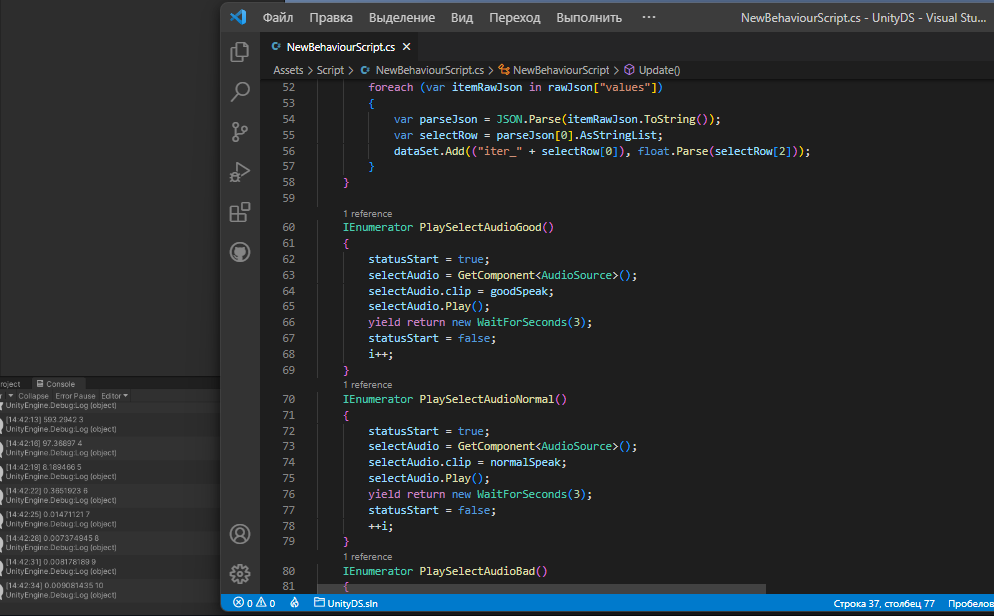 Файл Правка Выделение Вид Переход Выполнить ··· NewBehaviourScript.cs - UnityDS - Visual Stu...
NewBehaviourScript.cs
Assets > Script > NewBehaviourScript.cs > NewBehaviourScript > Update()
52 foreach (var itemRawJson in rawJson["values"])
53 {
54 var parseJson = JSON.Parse(itemRawJson.ToString());
55 var selectRow = parseJson[0].AsStringList;
56 dataSet.Add(("iter_" + selectRow[0]), float.Parse(selectRow[2]));
57 }
58 }
59
1 reference
60 IEnumerator PlaySelectAudioGood()
61 {
62 statusStart = true;
63 selectAudio = GetComponent<AudioSource>();
64 selectAudio.clip = goodSpeak;
65 selectAudio.Play();
66 yield return new WaitForSeconds(3);
67 statusStart = false;
68 i++;
69 }
1 reference
70 IEnumerator PlaySelectAudioNormal()
71 {
72 statusStart = true;
73 selectAudio = GetComponent<AudioSource>();
74 selectAudio.clip = normalSpeak;
75 selectAudio.Play();
76 yield return new WaitForSeconds(3);
77 statusStart = false;
78 ++i;
79 }
1 reference
80 IEnumerator PlaySelectAudioBad()
81 {
roject Console
r Collapse Error Pause Editor
UnityEngine.Debug:Log (object)
[14:42:13] 593.2942 3
UnityEngine.Debug:Log (object)
[14:42:16] 97.36897 4
UnityEngine.Debug:Log (object)
[14:42:19] 8.189466 5
UnityEngine.Debug:Log (object)
[14:42:22] 0.3651923 6
UnityEngine.Debug:Log (object)
[14:42:25] 0.01471121 7
UnityEngine.Debug:Log (object)
[14:42:28] 0.007374945 8
UnityEngine.Debug:Log (object)
[14:42:31] 0.008178189 9
UnityEngine.Debug:Log (object)
[14:42:34] 0.009081435 10
UnityEngine.Debug:Log (object)
0 0 UnityDS.sln Строка 37, столбец 77 Пробелов